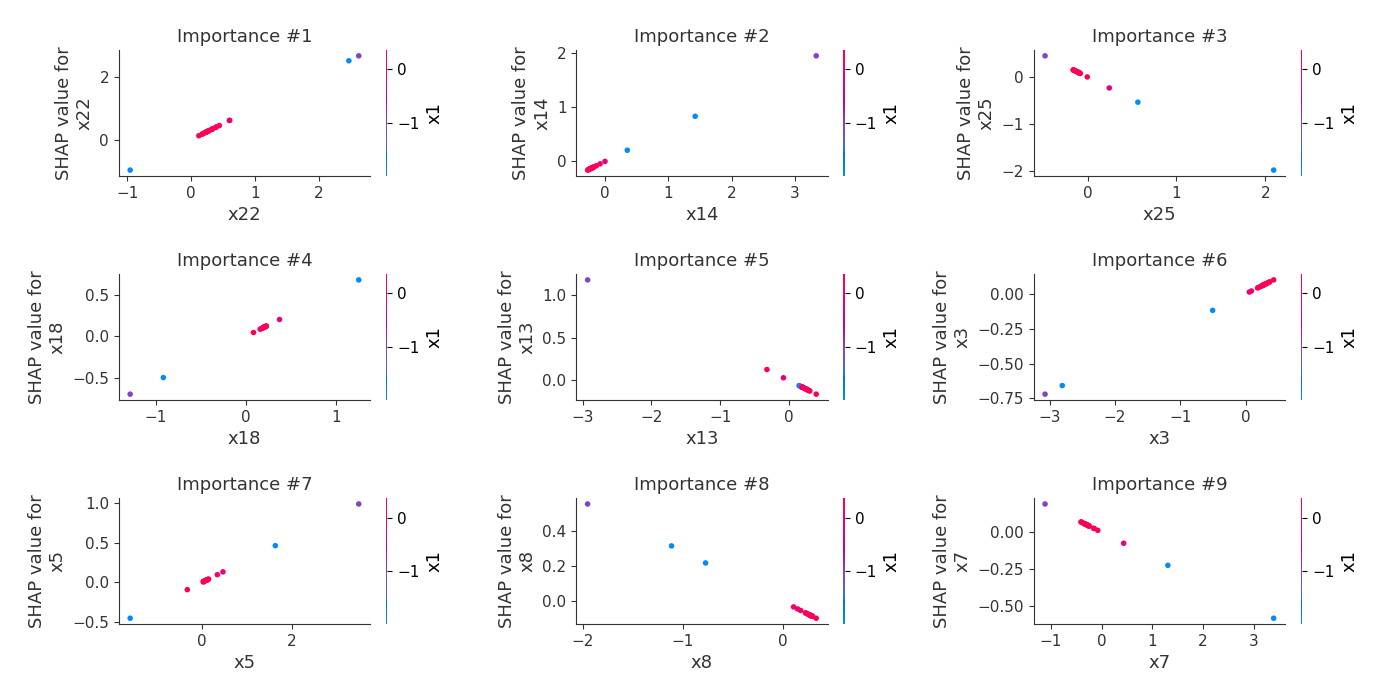 Importance #1
Importance #2
Importance #3
SHAP value for
x22
2
0
−1
0
1
2
x22
0
−1
x1
SHAP value for
x14
2
1
0
0
1
2
3
x14
0
−1
x1
SHAP value for
x25
0
−1
−2
0
1
2
x25
0
−1
x1
Importance #4
Importance #5
Importance #6
SHAP value for
x18
0.5
0.0
−0.5
−1
0
1
x18
0
−1
x1
SHAP value for
x13
1.0
0.5
0.0
−3
−2
−1
0
x13
0
−1
x1
SHAP value for
x3
0.00
−0.25
−0.50
−0.75
−3
−2
−1
0
x3
0
−1
x1
Importance #7
Importance #8
Importance #9
SHAP value for
x5
1.0
0.5
0.0
−0.5
0
2
x5
0
−1
x1
SHAP value for
x8
0.4
0.2
0.0
−2
−1
0
x8
0
−1
x1
SHAP value for
x7
0.00
−0.25
−0.50
−1
0
1
2
3
x7
0
−1
x1